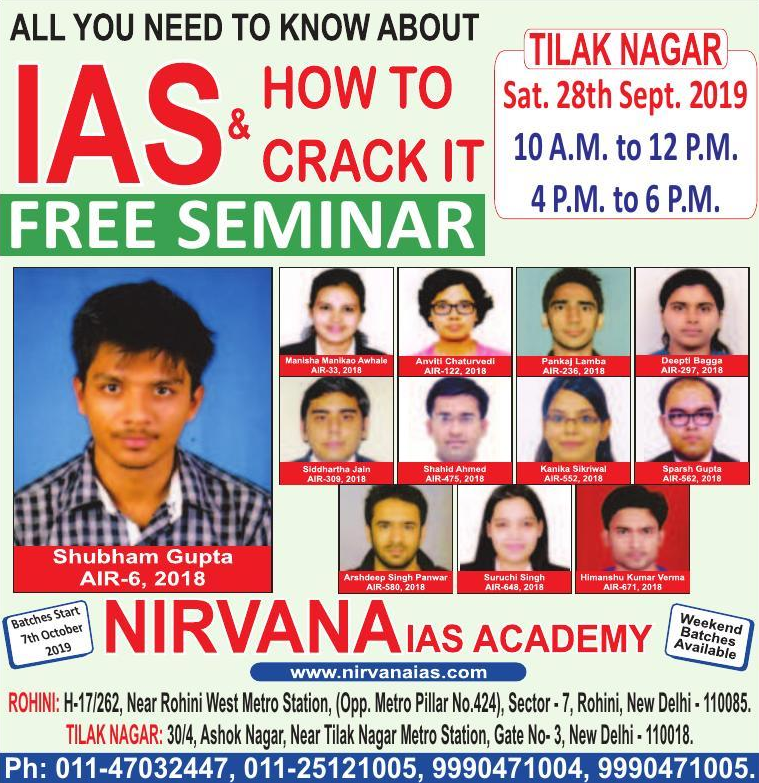 ALL YOU NEED TO KNOW ABOUT
IAS & HOW TO
CRACK IT
FREE SEMINAR
TILAK NAGAR
Sat. 28th Sept. 2019
10 A.M. to 12 P.M.
4 P.M. to 6 P.M.
Shubham Gupta
AIR-6, 2018
Manisha Manikao Awhale
AIR-33, 2018
Anviti Chaturvedi
AIR-122, 2018
Pankaj Lamba
AIR-236, 2018
Deepti Bagga
AIR-297, 2018
Siddhartha Jain
AIR-309, 2018
Shahid Ahmed
AIR-475, 2018
Kanika Sikriwal
AIR-552, 2018
Sparsh Gupta
AIR-562, 2018
Arshdeep Singh Panwar
AIR-580, 2018
Suruchi Singh
AIR-648, 2018
Himanshu Kumar Verma
AIR-671, 2018
Batches Start
7th October
2019
NIRVANA IAS ACADEMY
Weekend
Batches
Available
www.nirvanaias.com
ROHINI: H-17/262, Near Rohini West Metro Station, (Opp. Metro Pillar No.424), Sector - 7, Rohini, New Delhi - 110085.
TILAK NAGAR: 30/4, Ashok Nagar, Near Tilak Nagar Metro Station, Gate No- 3, New Delhi - 110018.
Ph: 011-47032447, 011-25121005, 9990471004, 9990471005.